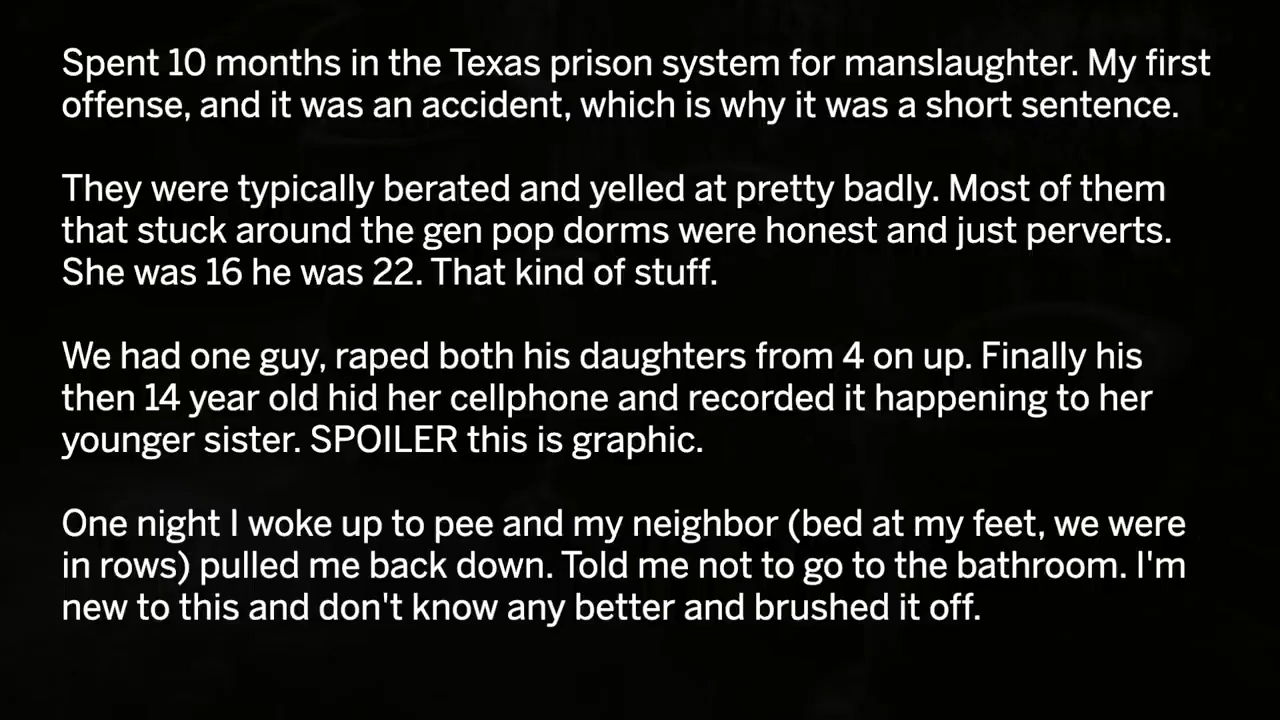 Spent 10 months in the Texas prison system for manslaughter. My first
offense, and it was an accident, which is why it was a short sentence.
They were typically berated and yelled at pretty badly. Most of them
that stuck around the gen pop dorms were honest and just perverts.
She was 16 he was 22. That kind of stuff.
We had one guy, raped both his daughters from 4 on up. Finally his
then 14 year old hid her cellphone and recorded it happening to her
younger sister. SPOILER this is graphic.
One night I woke up to pee and my neighbor (bed at my feet, we were
in rows) pulled me back down. Told me not to go to the bathroom. I'm
new to this and don't know any better and brushed it off.